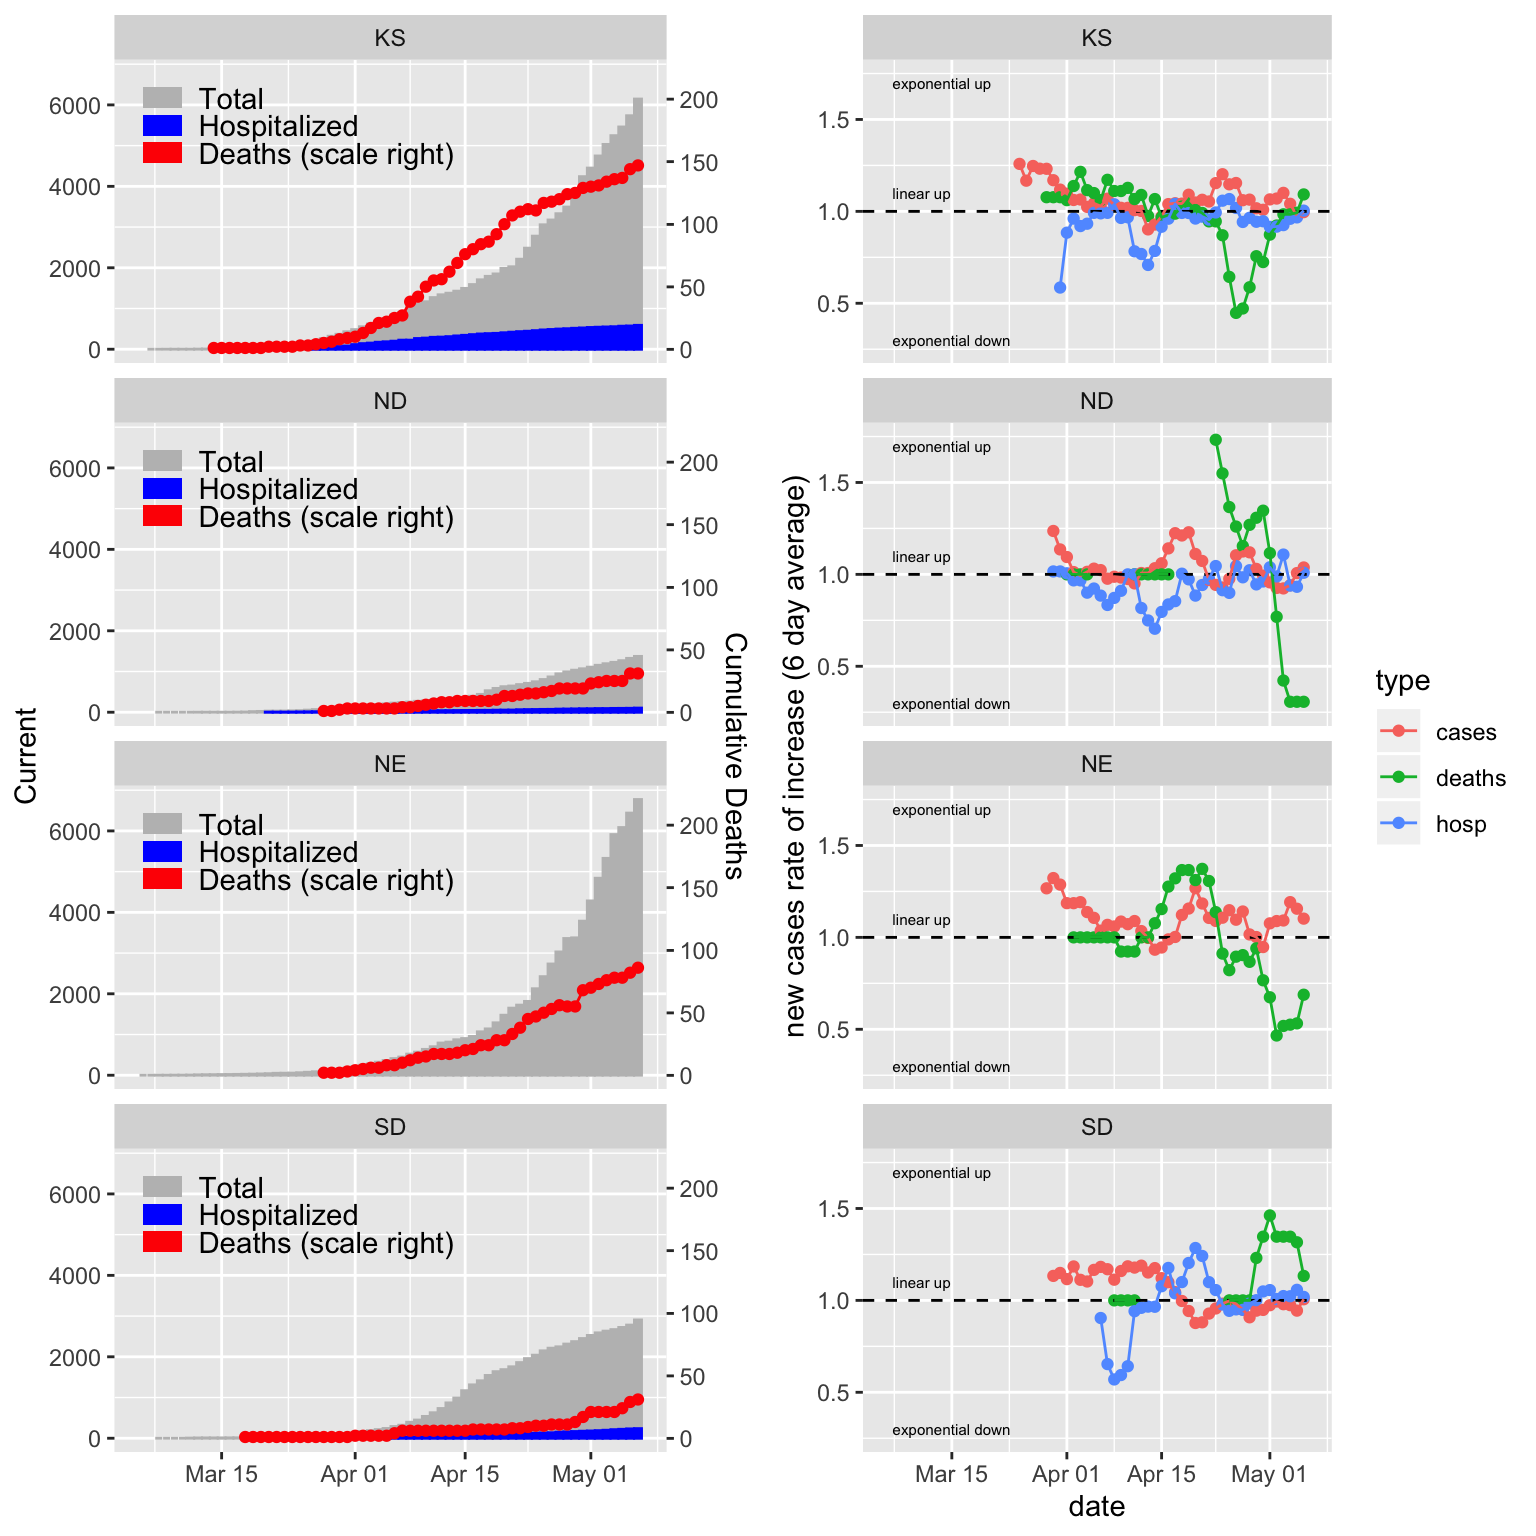 KS
6000
4000
2000
0
200
150
100
50
0
Total
Hospitalized
Deaths (scale right)
ND
6000
4000
2000
0
200
150
100
50
0
Total
Hospitalized
Deaths (scale right)
NE
6000
4000
2000
0
200
150
100
50
0
Total
Hospitalized
Deaths (scale right)
SD
6000
4000
2000
0
200
150
100
50
0
Total
Hospitalized
Deaths (scale right)
Mar 15 Apr 01 Apr 15 May 01
Current
Cumulative Deaths
KS
1.5
1.0
0.5
exponential up
linear up
exponential down
ND
1.5
1.0
0.5
exponential up
linear up
exponential down
NE
1.5
1.0
0.5
exponential up
linear up
exponential down
SD
1.5
1.0
0.5
exponential up
linear up
exponential down
Mar 15 Apr 01 Apr 15 May 01
date
new cases rate of increase (6 day average)
type
cases
deaths
hosp